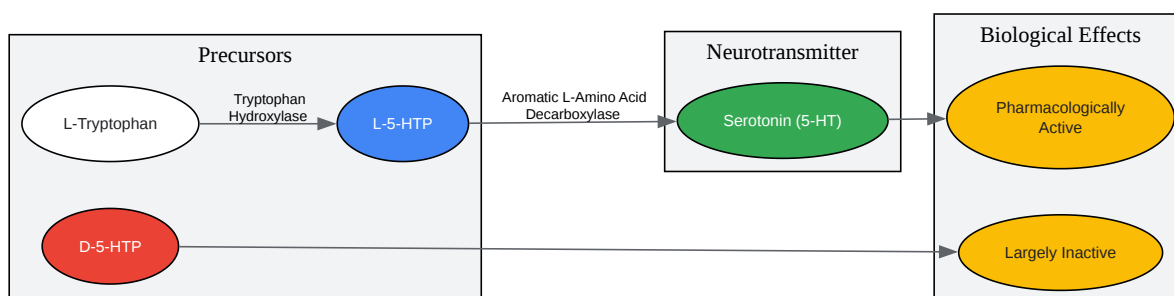 Precursors
L-Tryptophan
Tryptophan
Hydroxylase
L-5-HTP
D-5-HTP
Aromatic L-Amino Acid
Decarboxylase
Neurotransmitter
Serotonin (5-HT)
Biological Effects
Pharmacologically
Active
Largely Inactive